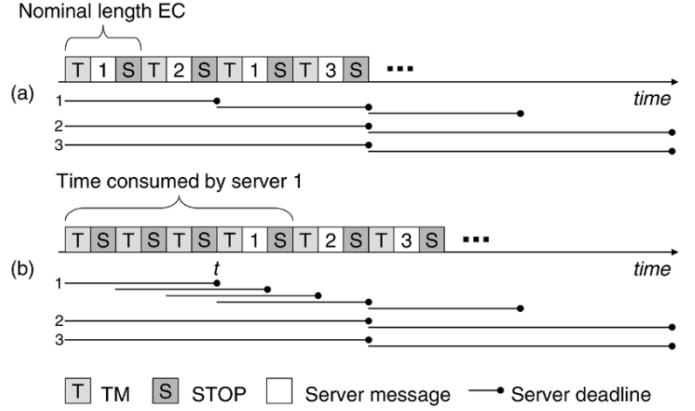 Nominal length EC
T 1 S T 2 S T 1 S T 3 S ...
(a)
time
1
2
3
Time consumed by server 1
T S T S T S T 1 S T 2 S T 3 S ...
(b)
t
time
1
2
3
T TM S STOP Server message Server deadline